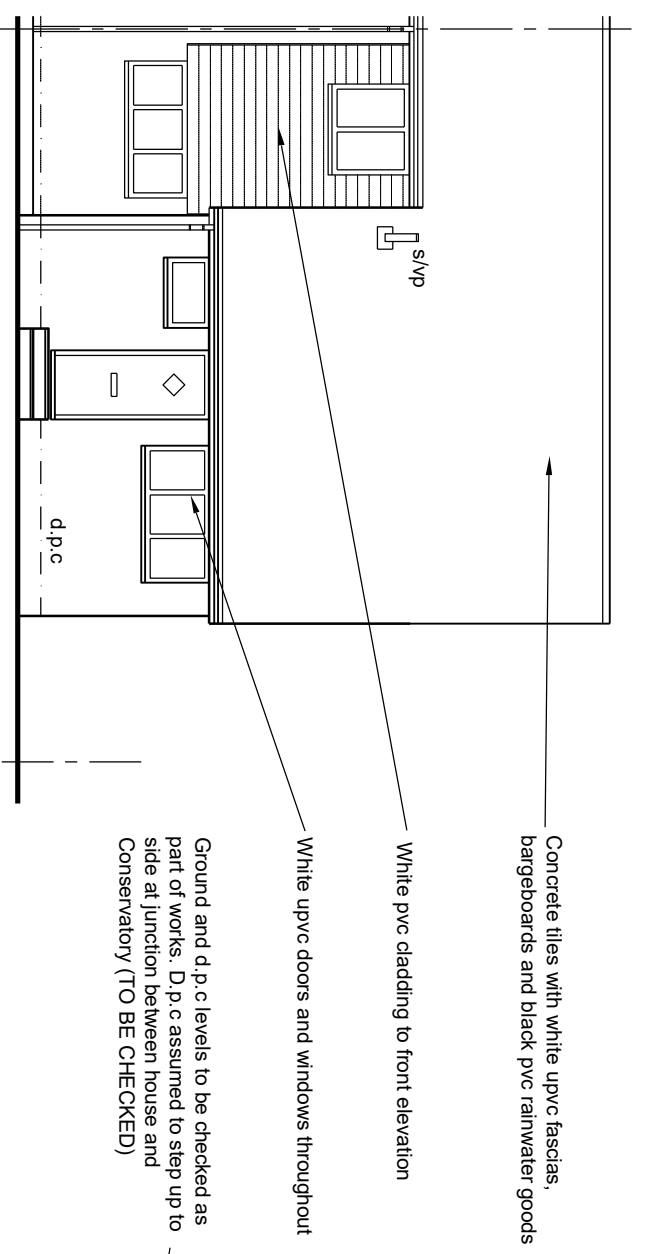 s/vp
d.p.c
Concrete tiles with white upvc fascias,
bargeboards and black pvc rainwater goods
White pvc cladding to front elevation
White upvc doors and windows throughout
Ground and d.p.c levels to be checked as
part of works. D.p.c assumed to step up to
side at junction between house and
Conservatory (TO BE CHECKED)